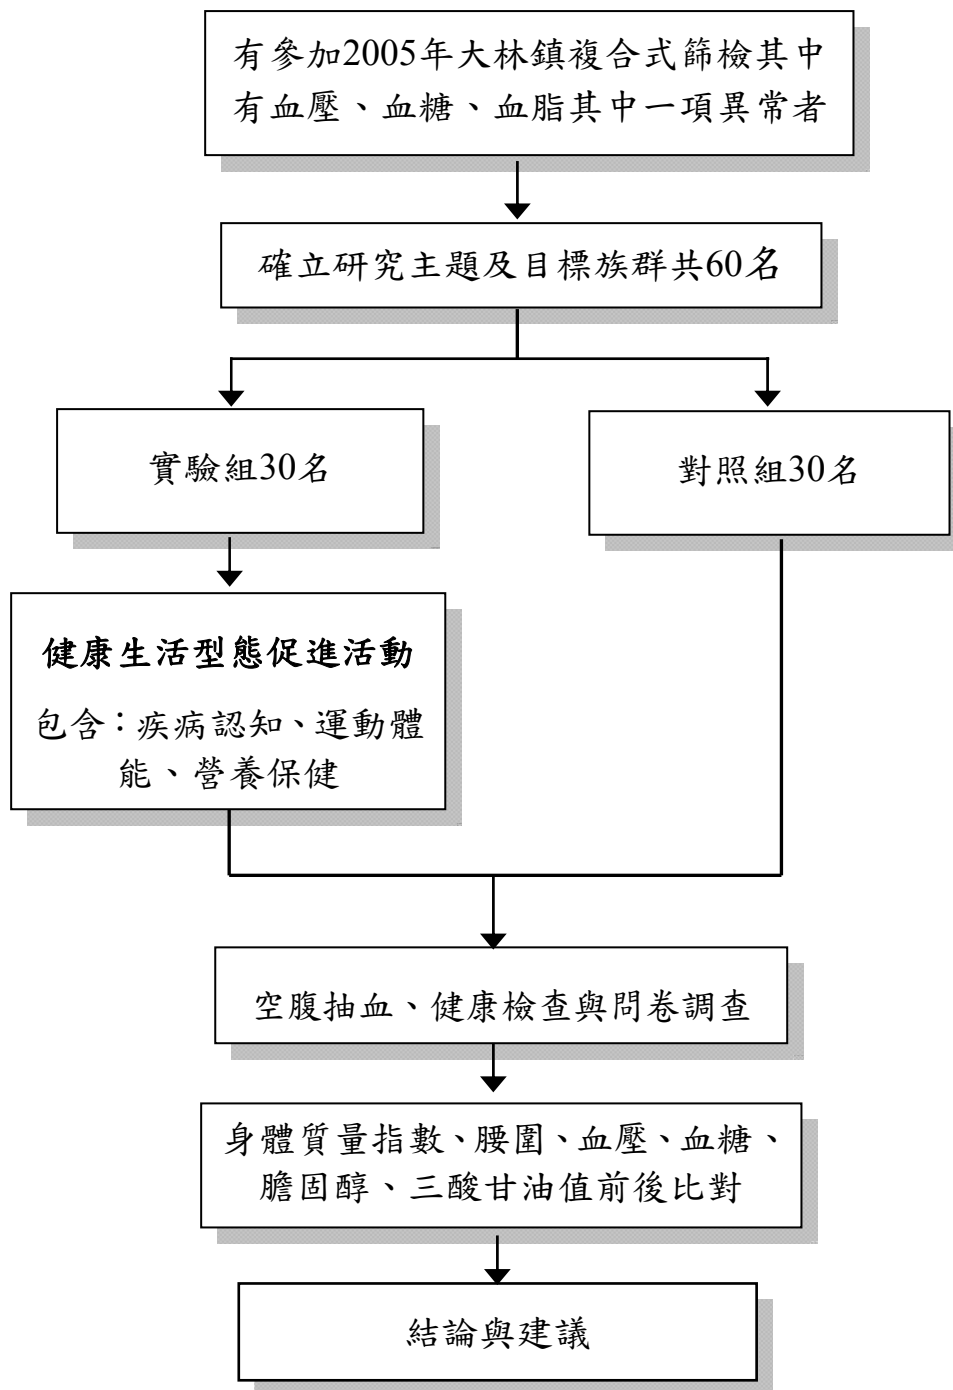 有參加2005年大林鎮複合式篩檢其中
有血壓、血糖、血脂其中一項異常者
確立研究主題及目標族群共60名
實驗組30名
對照組30名
健康生活型態促進活動
包含：疾病認知、運動體
能、營養保健
空腹抽血、健康檢查與問卷調查
身體質量指數、腰圍、血壓、血糖、
膽固醇、三酸甘油值前後比對
結論與建議